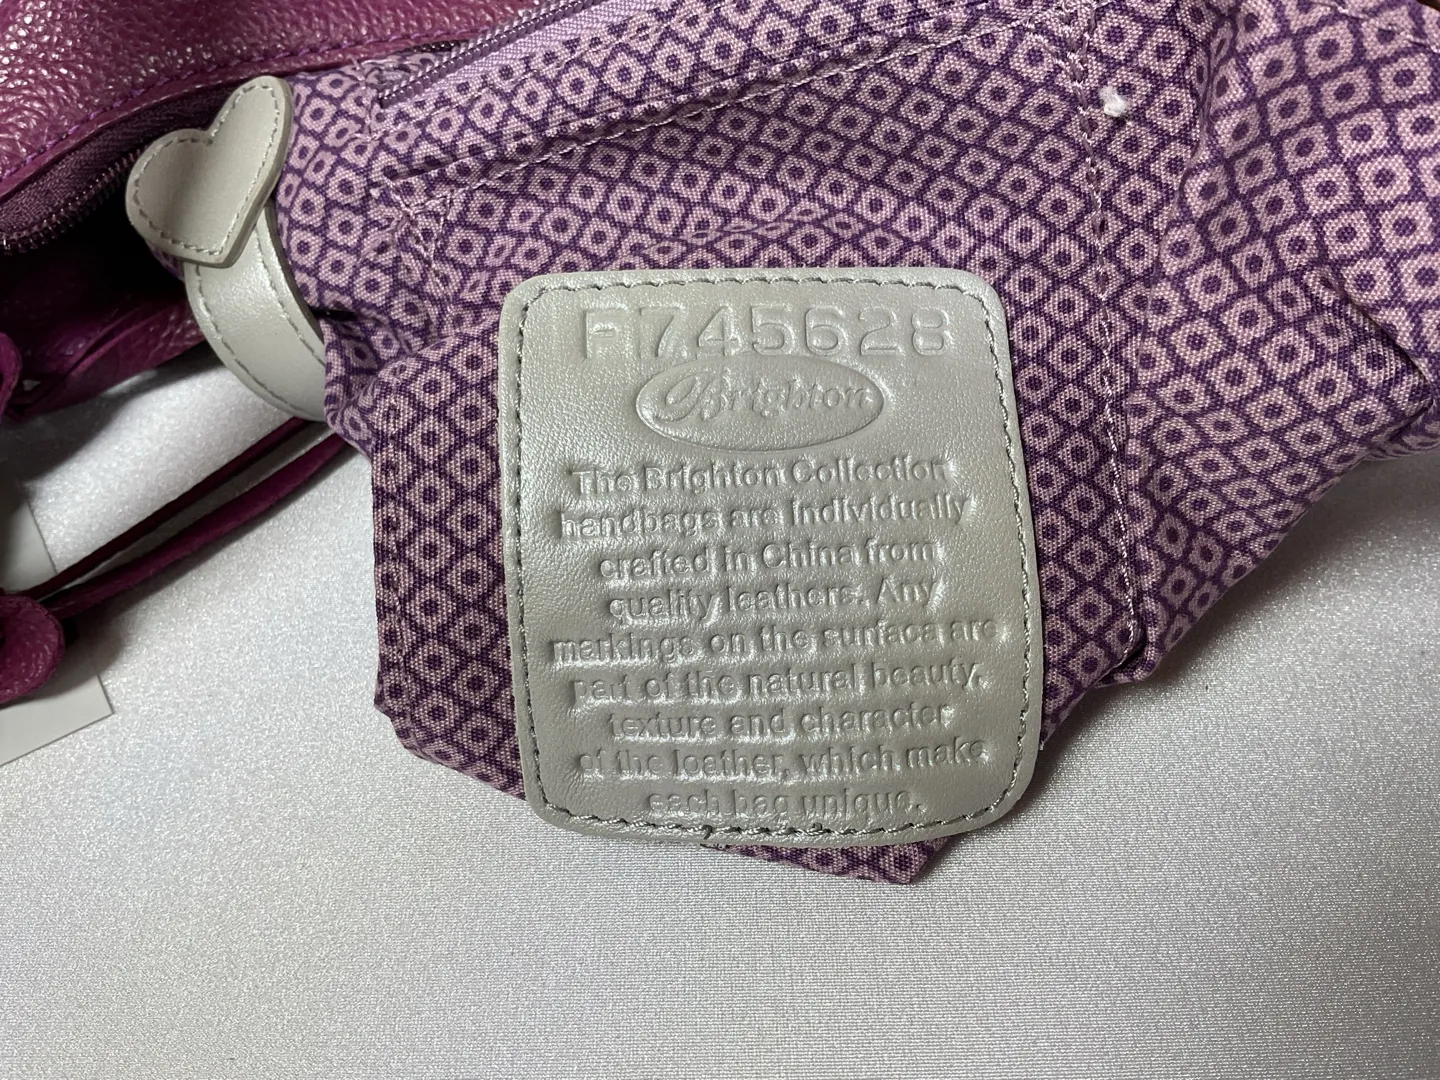 F1745628
Brighton
The Brighton Collection
handbags are individually
crafted in China from
quality leathers. Any
markings on the surface are
part of the natural beauty,
texture and character
of the leather, which make
each bag unique.